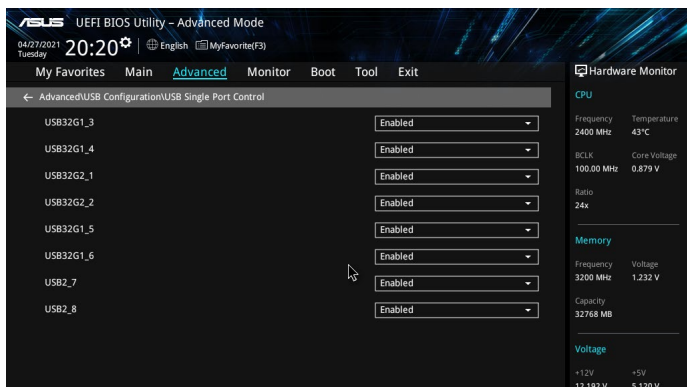 ASUS UEFI BIOS Utility – Advanced Mode
04/27/2021 20:20 English MyFavorite(F3)
Tuesday
My Favorites Main Advanced Monitor Boot Tool Exit
← Advanced\USB Configuration\USB Single Port Control
USB32G1_3 Enabled
USB32G1_4 Enabled
USB32G2_1 Enabled
USB32G2_2 Enabled
USB32G1_5 Enabled
USB32G1_6 Enabled
USB2_7 Enabled
USB2_8 Enabled
Hardware Monitor
CPU
Frequency Temperature
2400 MHz 43°C
BCLK Core Voltage
100.00 MHz 0.879 V
Ratio
24x
Memory
Frequency Voltage
3200 MHz 1.232 V
Capacity
32768 MB
Voltage
+12V +5V
12.192 V 5.120 V